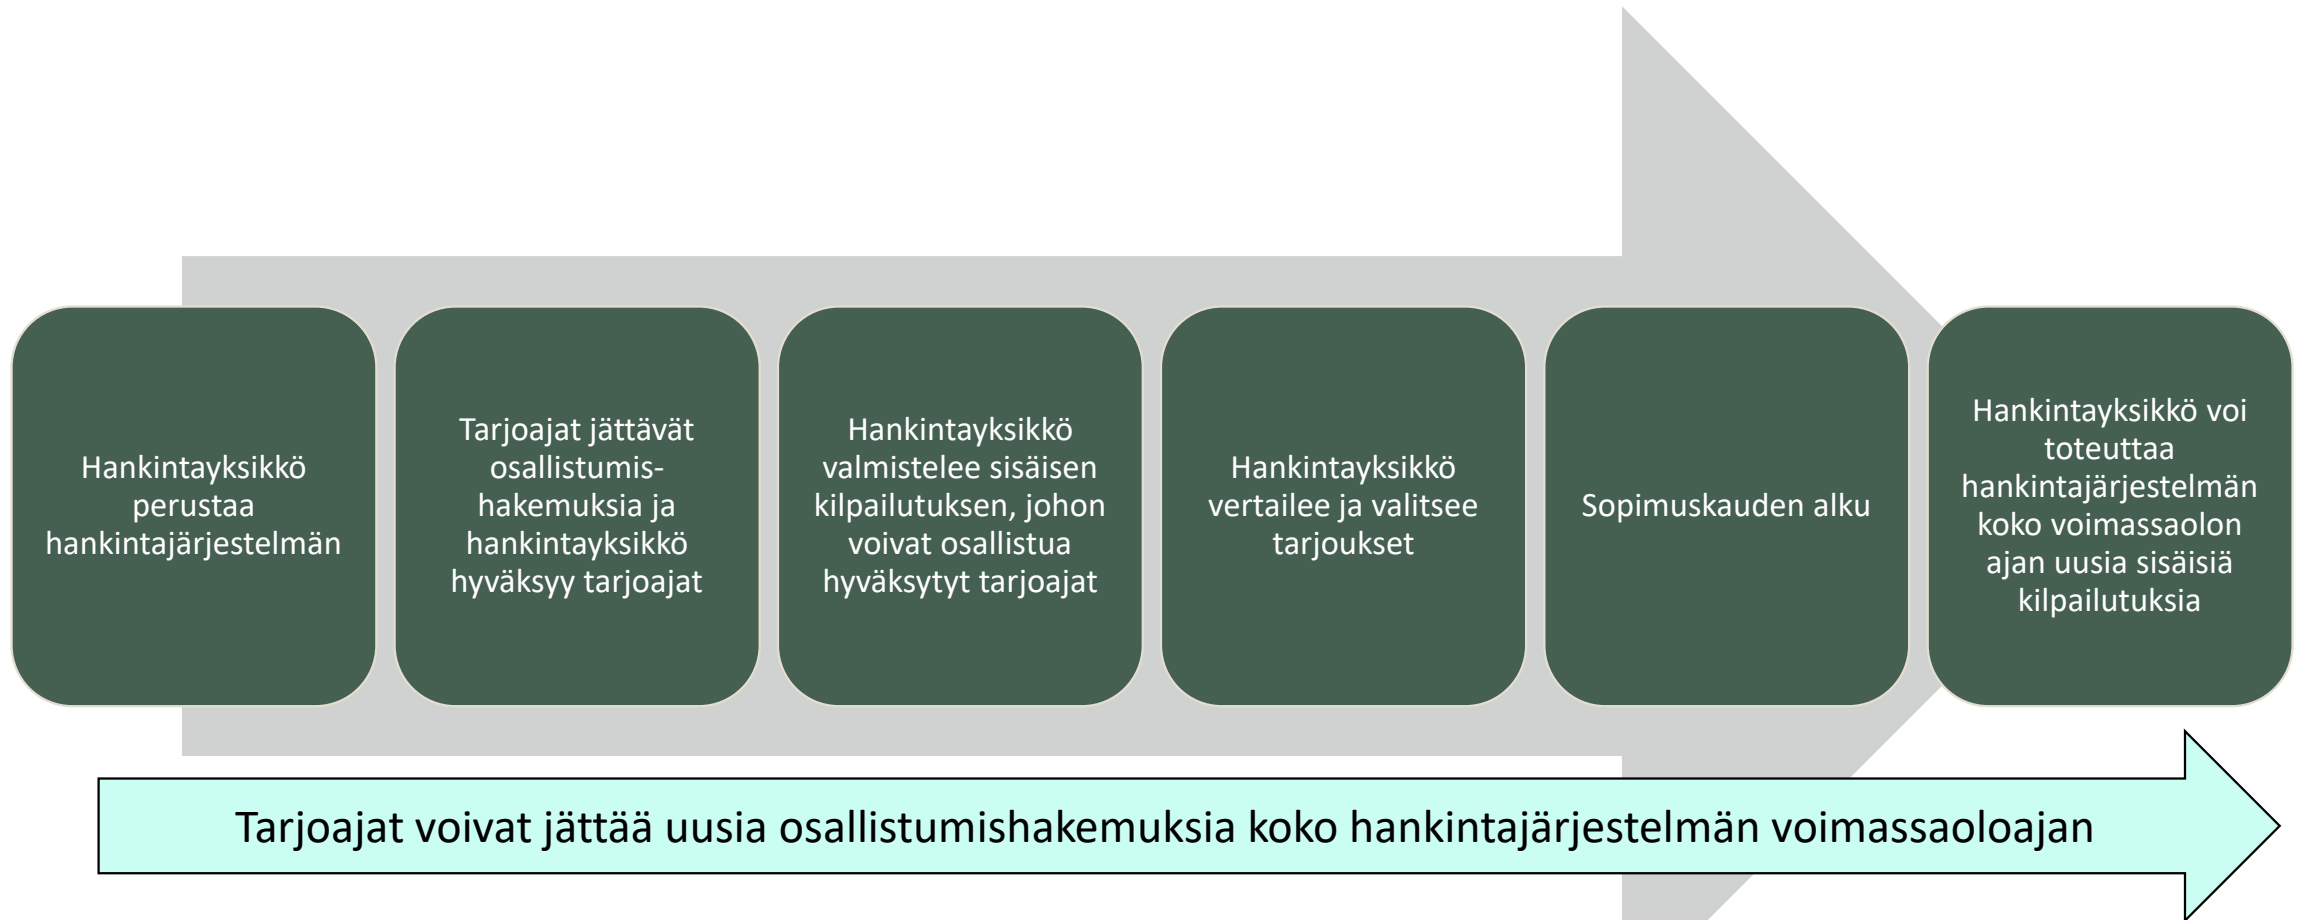 Hankintayksikkö
perustaa
hankintajärjestelmän
Tarjoajat jättävät
osallistumis-
hakemuksia ja
hankintayksikkö
hyväksyy tarjoajat
Hankintayksikkö
valmistelee sisäisen
kilpailutuksen, johon
voivat osallistua
hyväksytyt tarjoajat
Hankintayksikkö
vertailee ja valitsee
tarjoukset
Sopimuskauden alku
Hankintayksikkö voi
toteuttaa
hankintajärjestelmän
koko voimassaolon
ajan uusia sisäisiä
kilpailutuksia
Tarjoajat voivat jättää uusia osallistumishakemuksia koko hankintajärjestelmän voimassaoloajan